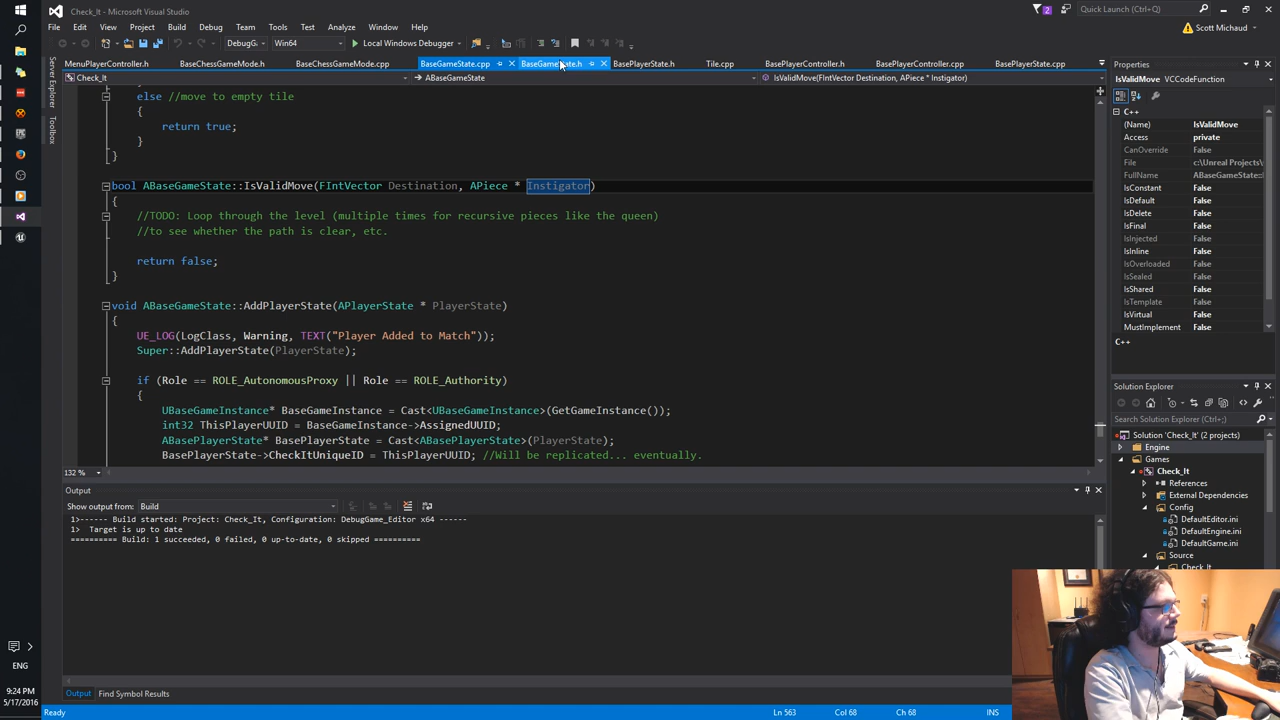 Check_It
2
Quick Launch (Ctrl+Q)
File Edit View Project Build Debug Team Tools Test Analyze Window Help
Scott Michaud
DebugG Win64 Local Windows Debugger
MenuPlayerController.h BaseChessGameMode.h BaseChessGameMode.cpp BaseGameState.cpp BaseGameState.h BasePlayerState.h Tile.cpp BasePlayerController.h BasePlayerController.cpp BasePlayerState.cpp
Check_It ABaseGameState IsValidMove(FIntVector Destination, APiece * Instigator)
Server Explorer
Toolbox
else //move to empty tile
{
return true;
}
}
bool ABaseGameState::IsValidMove(FIntVector Destination, APiece * Instigator)
{
//TODO: Loop through the level (multiple times for recursive pieces like the queen)
//to see whether the path is clear, etc.
return false;
}
void ABaseGameState::AddPlayerState(APlayerState * PlayerState)
{
UE_LOG(LogClass, Warning, TEXT("Player Added to Match"));
Super::AddPlayerState(PlayerState);
if (Role == ROLE_AutonomousProxy || Role == ROLE_Authority)
{
UBaseGameInstance* BaseGameInstance = Cast<UBaseGameInstance>(GetGameInstance());
int32 ThisPlayerUUID = BaseGameInstance->AssignedUUID;
ABasePlayerState* BasePlayerState = Cast<ABasePlayerState>(PlayerState);
BasePlayerState->CheckItUniqueID = ThisPlayerUUID; //Will be replicated... eventually.
132 %
Output
Show output from: Build
1>------ Build started: Project: Check_It, Configuration: DebugGame_Editor x64 ------
1> Target is up to date
========== Build: 1 succeeded, 0 failed, 0 up-to-date, 0 skipped ==========
Output Find Symbol Results
Ready Ln 563 Col 68 Ch 68 INS
Properties
IsValidMove VCCodeFunction
C++
(Name) IsValidMove
Access private
CanOverride False
File c:\Unreal Projects\
FullName ABaseGameState::
IsConstant False
IsDefault False
IsDelete False
IsFinal False
IsInjected False
IsInline False
IsOverloaded False
IsSealed False
IsShared False
IsTemplate False
IsVirtual False
MustImplement False
C++
Solution Explorer
Search Solution Explorer (Ctrl+;)
Solution 'Check_It' (2 projects)
Engine
Games
Check_It
References
External Dependencies
Config
DefaultEditor.ini
DefaultEngine.ini
DefaultGame.ini
Source
Check_It
ENG
9:24 PM
5/17/2016